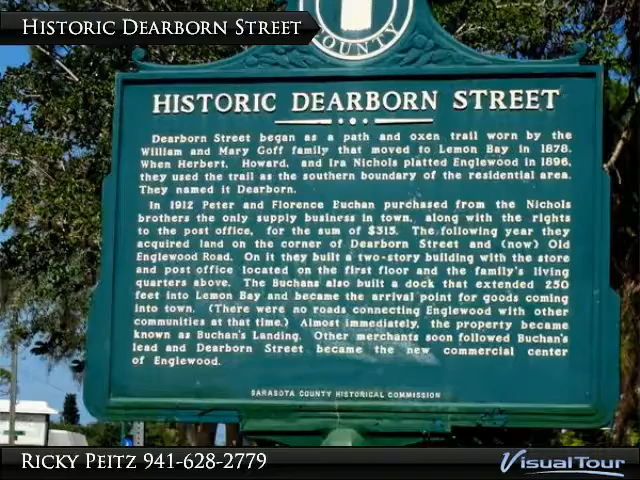 Historic Dearborn Street
COUNTY
HISTORIC DEARBORN STREET
Dearborn Street began as a path and oxen trail worn by the
William and Mary Goff family that moved to Lemon Bay in 1878.
When Herbert, Howard, and Ira Nichols platted Englewood in 1896,
they used the trail as the southern boundary of the residential area.
They named it Dearborn.
In 1912 Peter and Florence Buchan purchased from the Nichols
brothers the only supply business in town, along with the rights
to the post office, for the sum of $315. The following year they
acquired land on the corner of Dearborn Street and (now) Old
Englewood Road. On it they built a two-story building with the store
and post office located on the first floor and the family's living
quarters above. The Buchans also built a dock that extended 250
feet into Lemon Bay and became the arrival point for goods coming
into town. (There were no roads connecting Englewood with other
communities at that time.) Almost immediately, the property became
known as Buchan's Landing. Other merchants soon followed Buchan's
lead and Dearborn Street became the new commercial center
of Englewood.
SARASOTA COUNTY HISTORICAL COMMISSION
Ricky Peitz 941-628-2779
VisualTour